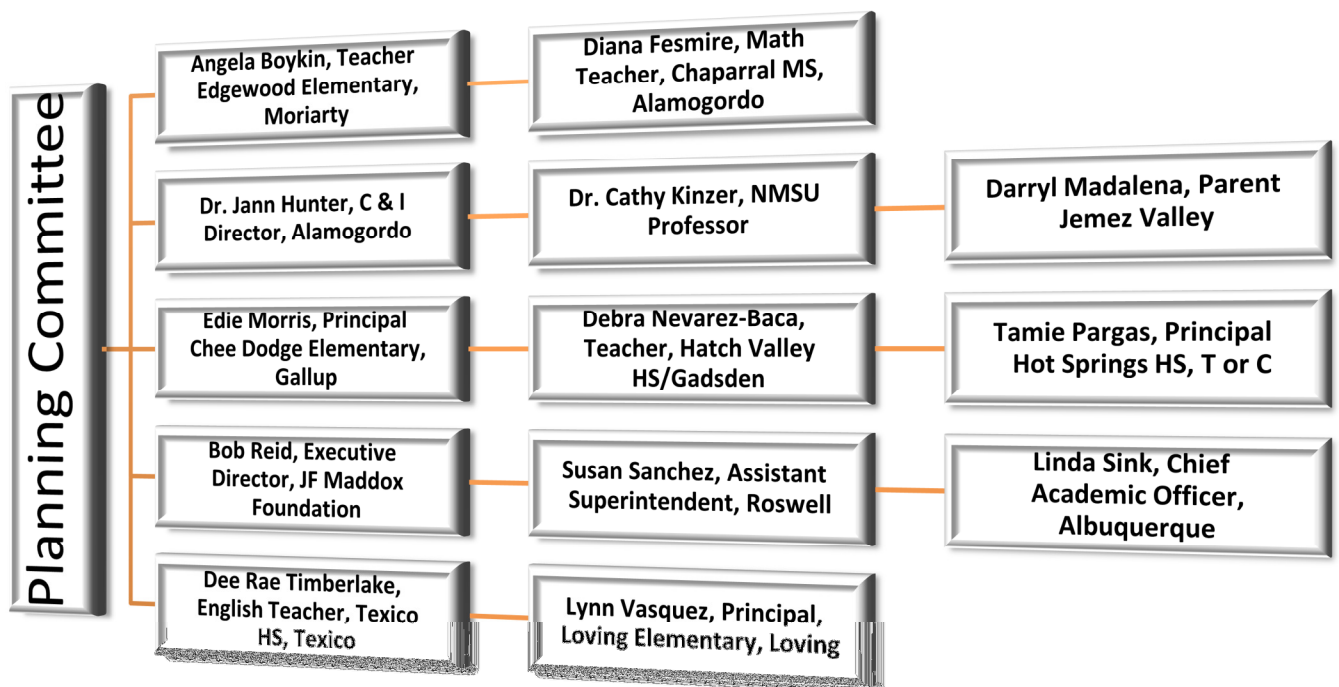 Planning Committee
Angela Boykin, Teacher
Edgewood Elementary,
Moriarty
Diana Fesmire, Math
Teacher, Chaparral MS,
Alamogordo
Dr. Jann Hunter, C & I
Director, Alamogordo
Dr. Cathy Kinzer, NMSU
Professor
Darryl Madalena, Parent
Jemez Valley
Edie Morris, Principal
Chee Dodge Elementary,
Gallup
Debra Nevarez-Baca,
Teacher, Hatch Valley
HS/Gadsden
Tamie Pargas, Principal
Hot Springs HS, T or C
Bob Reid, Executive
Director, JF Maddox
Foundation
Susan Sanchez, Assistant
Superintendent, Roswell
Linda Sink, Chief
Academic Officer,
Albuquerque
Dee Rae Timberlake,
English Teacher, Texico
HS, Texico
Lynn Vasquez, Principal,
Loving Elementary, Loving